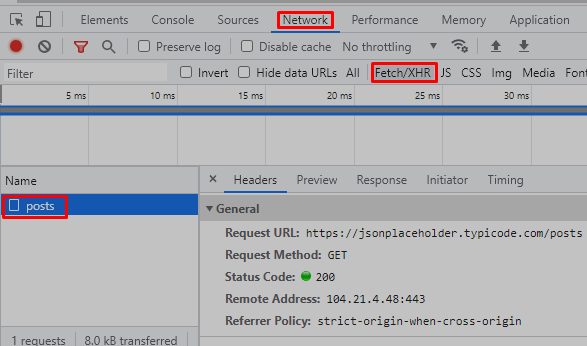 Elements Console Sources Network Performance Memory Application
Preserve log Disable cache No throttling
Filter Invert Hide data URLs All Fetch/XHR JS CSS Img Media Font
5 ms 10 ms 15 ms 20 ms 25 ms 30 ms
Name × Headers Preview Response Initiator Timing
posts
General
Request URL: https://jsonplaceholder.typicode.com/posts
Request Method: GET
Status Code: 200
Remote Address: 104.21.4.48:443
Referrer Policy: strict-origin-when-cross-origin
1 requests 8.0 kB transferred